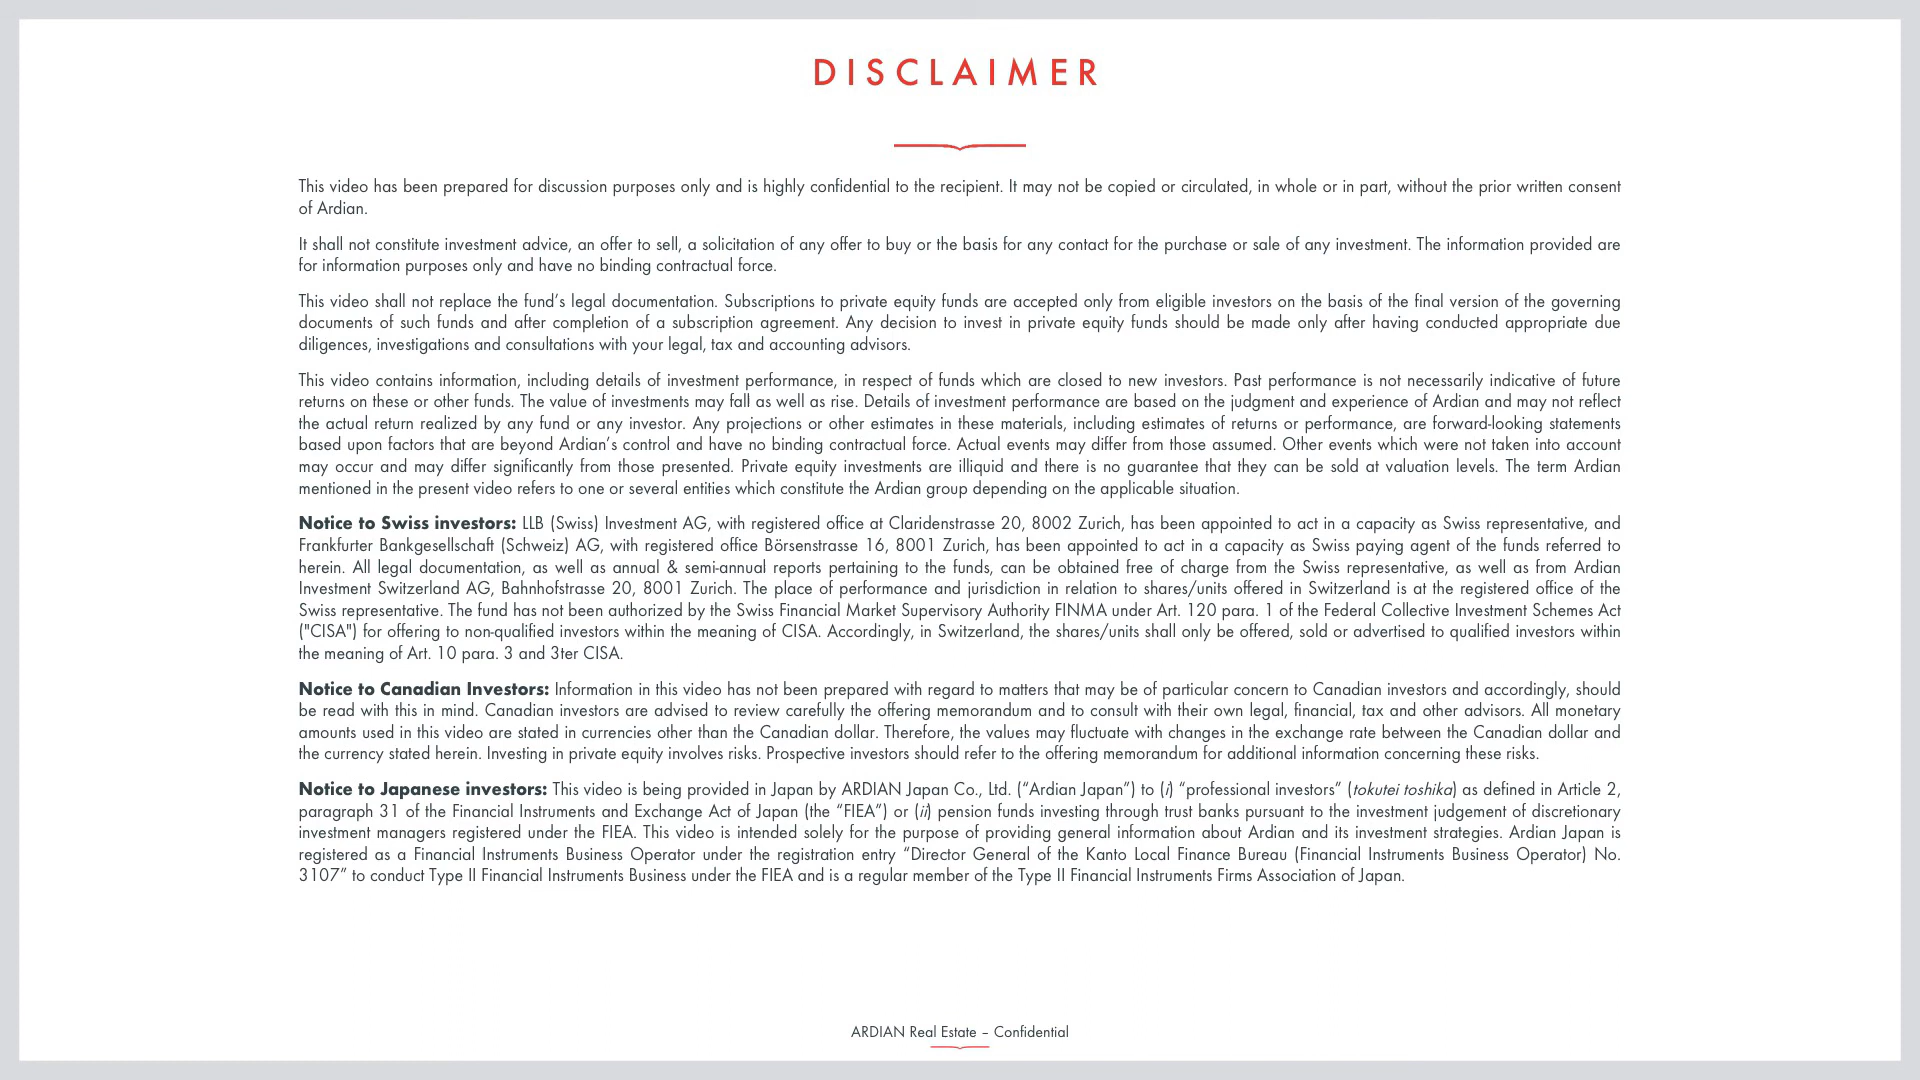 DISCLAIMER
This video has been prepared for discussion purposes only and is highly confidential to the recipient. It may not be copied or circulated, in whole or in part, without the prior written consent
of Ardian.
It shall not constitute investment advice, an offer to sell, a solicitation of any offer to buy or the basis for any contact for the purchase or sale of any investment. The information provided are
for information purposes only and have no binding contractual force.
This video shall not replace the fund’s legal documentation. Subscriptions to private equity funds are accepted only from eligible investors on the basis of the final version of the governing
documents of such funds and after completion of a subscription agreement. Any decision to invest in private equity funds should be made only after having conducted appropriate due
diligences, investigations and consultations with your legal, tax and accounting advisors.
This video contains information, including details of investment performance, in respect of funds which are closed to new investors. Past performance is not necessarily indicative of future
returns on these or other funds. The value of investments may fall as well as rise. Details of investment performance are based on the judgment and experience of Ardian and may not reflect
the actual return realized by any fund or any investor. Any projections or other estimates in these materials, including estimates of returns or performance, are forward-looking statements
based upon factors that are beyond Ardian’s control and have no binding contractual force. Actual events may differ from those assumed. Other events which were not taken into account
may occur and may differ significantly from those presented. Private equity investments are illiquid and there is no guarantee that they can be sold at valuation levels. The term Ardian
mentioned in the present video refers to one or several entities which constitute the Ardian group depending on the applicable situation.
Notice to Swiss investors: LLB (Swiss) Investment AG, with registered office at Claridenstrasse 20, 8002 Zurich, has been appointed to act in a capacity as Swiss representative, and
Frankfurter Bankgesellschaft (Schweiz) AG, with registered office Börsenstrasse 16, 8001 Zurich, has been appointed to act in a capacity as Swiss paying agent of the funds referred to
herein. All legal documentation, as well as annual & semi-annual reports pertaining to the funds, can be obtained free of charge from the Swiss representative, as well as from Ardian
Investment Switzerland AG, Bahnhofstrasse 20, 8001 Zurich. The place of performance and jurisdiction in relation to shares/units offered in Switzerland is at the registered office of the
Swiss representative. The fund has not been authorized by the Swiss Financial Market Supervisory Authority FINMA under Art. 120 para. 1 of the Federal Collective Investment Schemes Act
("CISA") for offering to non-qualified investors within the meaning of CISA. Accordingly, in Switzerland, the shares/units shall only be offered, sold or advertised to qualified investors within
the meaning of Art. 10 para. 3 and 3ter CISA.
Notice to Canadian Investors: Information in this video has not been prepared with regard to matters that may be of particular concern to Canadian investors and accordingly, should
be read with this in mind. Canadian investors are advised to review carefully the offering memorandum and to consult with their own legal, financial, tax and other advisors. All monetary
amounts used in this video are stated in currencies other than the Canadian dollar. Therefore, the values may fluctuate with changes in the exchange rate between the Canadian dollar and
the currency stated herein. Investing in private equity involves risks. Prospective investors should refer to the offering memorandum for additional information concerning these risks.
Notice to Japanese investors: This video is being provided in Japan by ARDIAN Japan Co., Ltd. (“Ardian Japan”) to (i) “professional investors” (tokutei toshika) as defined in Article 2,
paragraph 31 of the Financial Instruments and Exchange Act of Japan (the “FIEA”) or (ii) pension funds investing through trust banks pursuant to the investment judgement of discretionary
investment managers registered under the FIEA. This video is intended solely for the purpose of providing general information about Ardian and its investment strategies. Ardian Japan is
registered as a Financial Instruments Business Operator under the registration entry “Director General of the Kanto Local Finance Bureau (Financial Instruments Business Operator) No.
3107” to conduct Type II Financial Instruments Business under the FIEA and is a regular member of the Type II Financial Instruments Firms Association of Japan.
ARDIAN Real Estate – Confidential